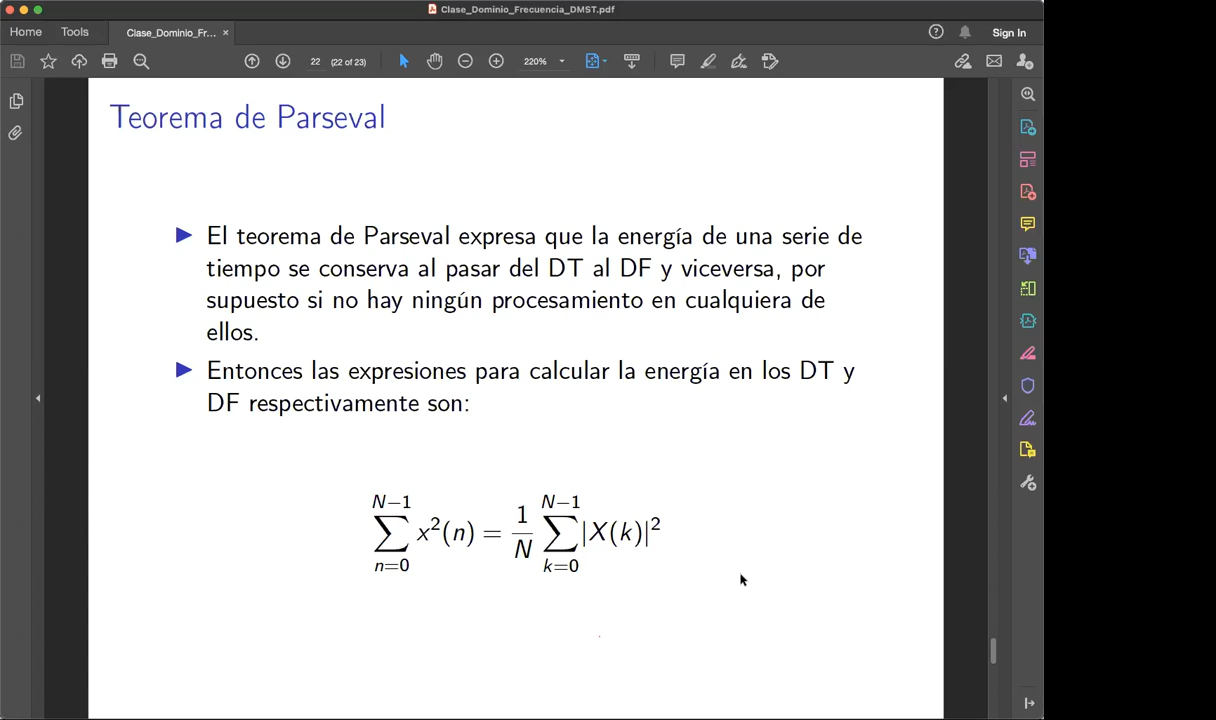 Clase_Dominio_Frecuencia_DMST.pdf
Home Tools Clase_Dominio_Fr... × Sign In
22 (22 of 23) 220%
Teorema de Parseval
▶ El teorema de Parseval expresa que la energía de una serie de
tiempo se conserva al pasar del DT al DF y viceversa, por
supuesto si no hay ningún procesamiento en cualquiera de
ellos.
▶ Entonces las expresiones para calcular la energía en los DT y
DF respectivamente son:
N−1 N−1
∑ x²(n) = 1/N ∑ |X(k)|²
n=0 k=0